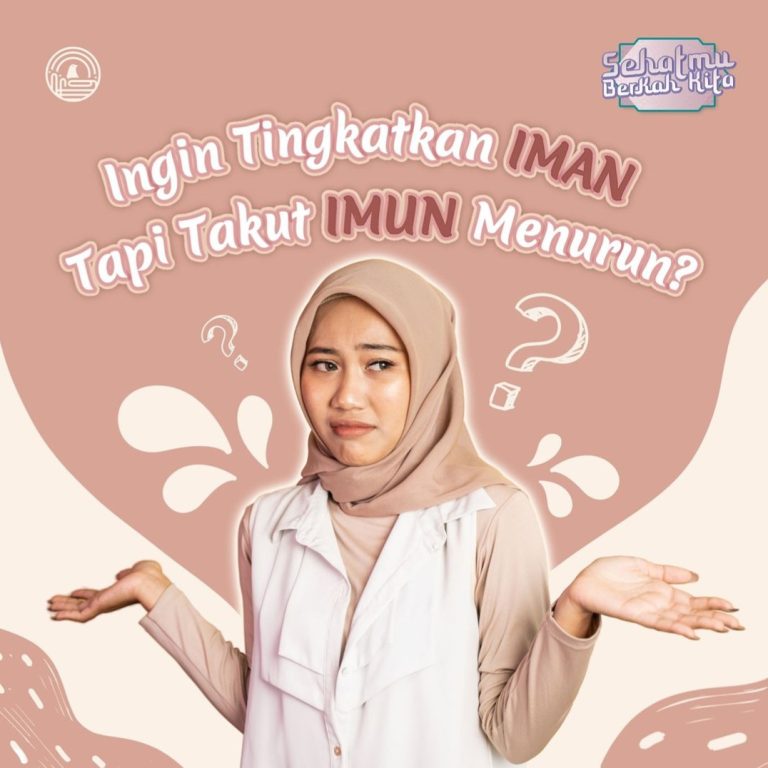 Sehatmu
Berkah Kita
Ingin Tingkatkan IMAN
Tapi Takut IMUN Menurun?